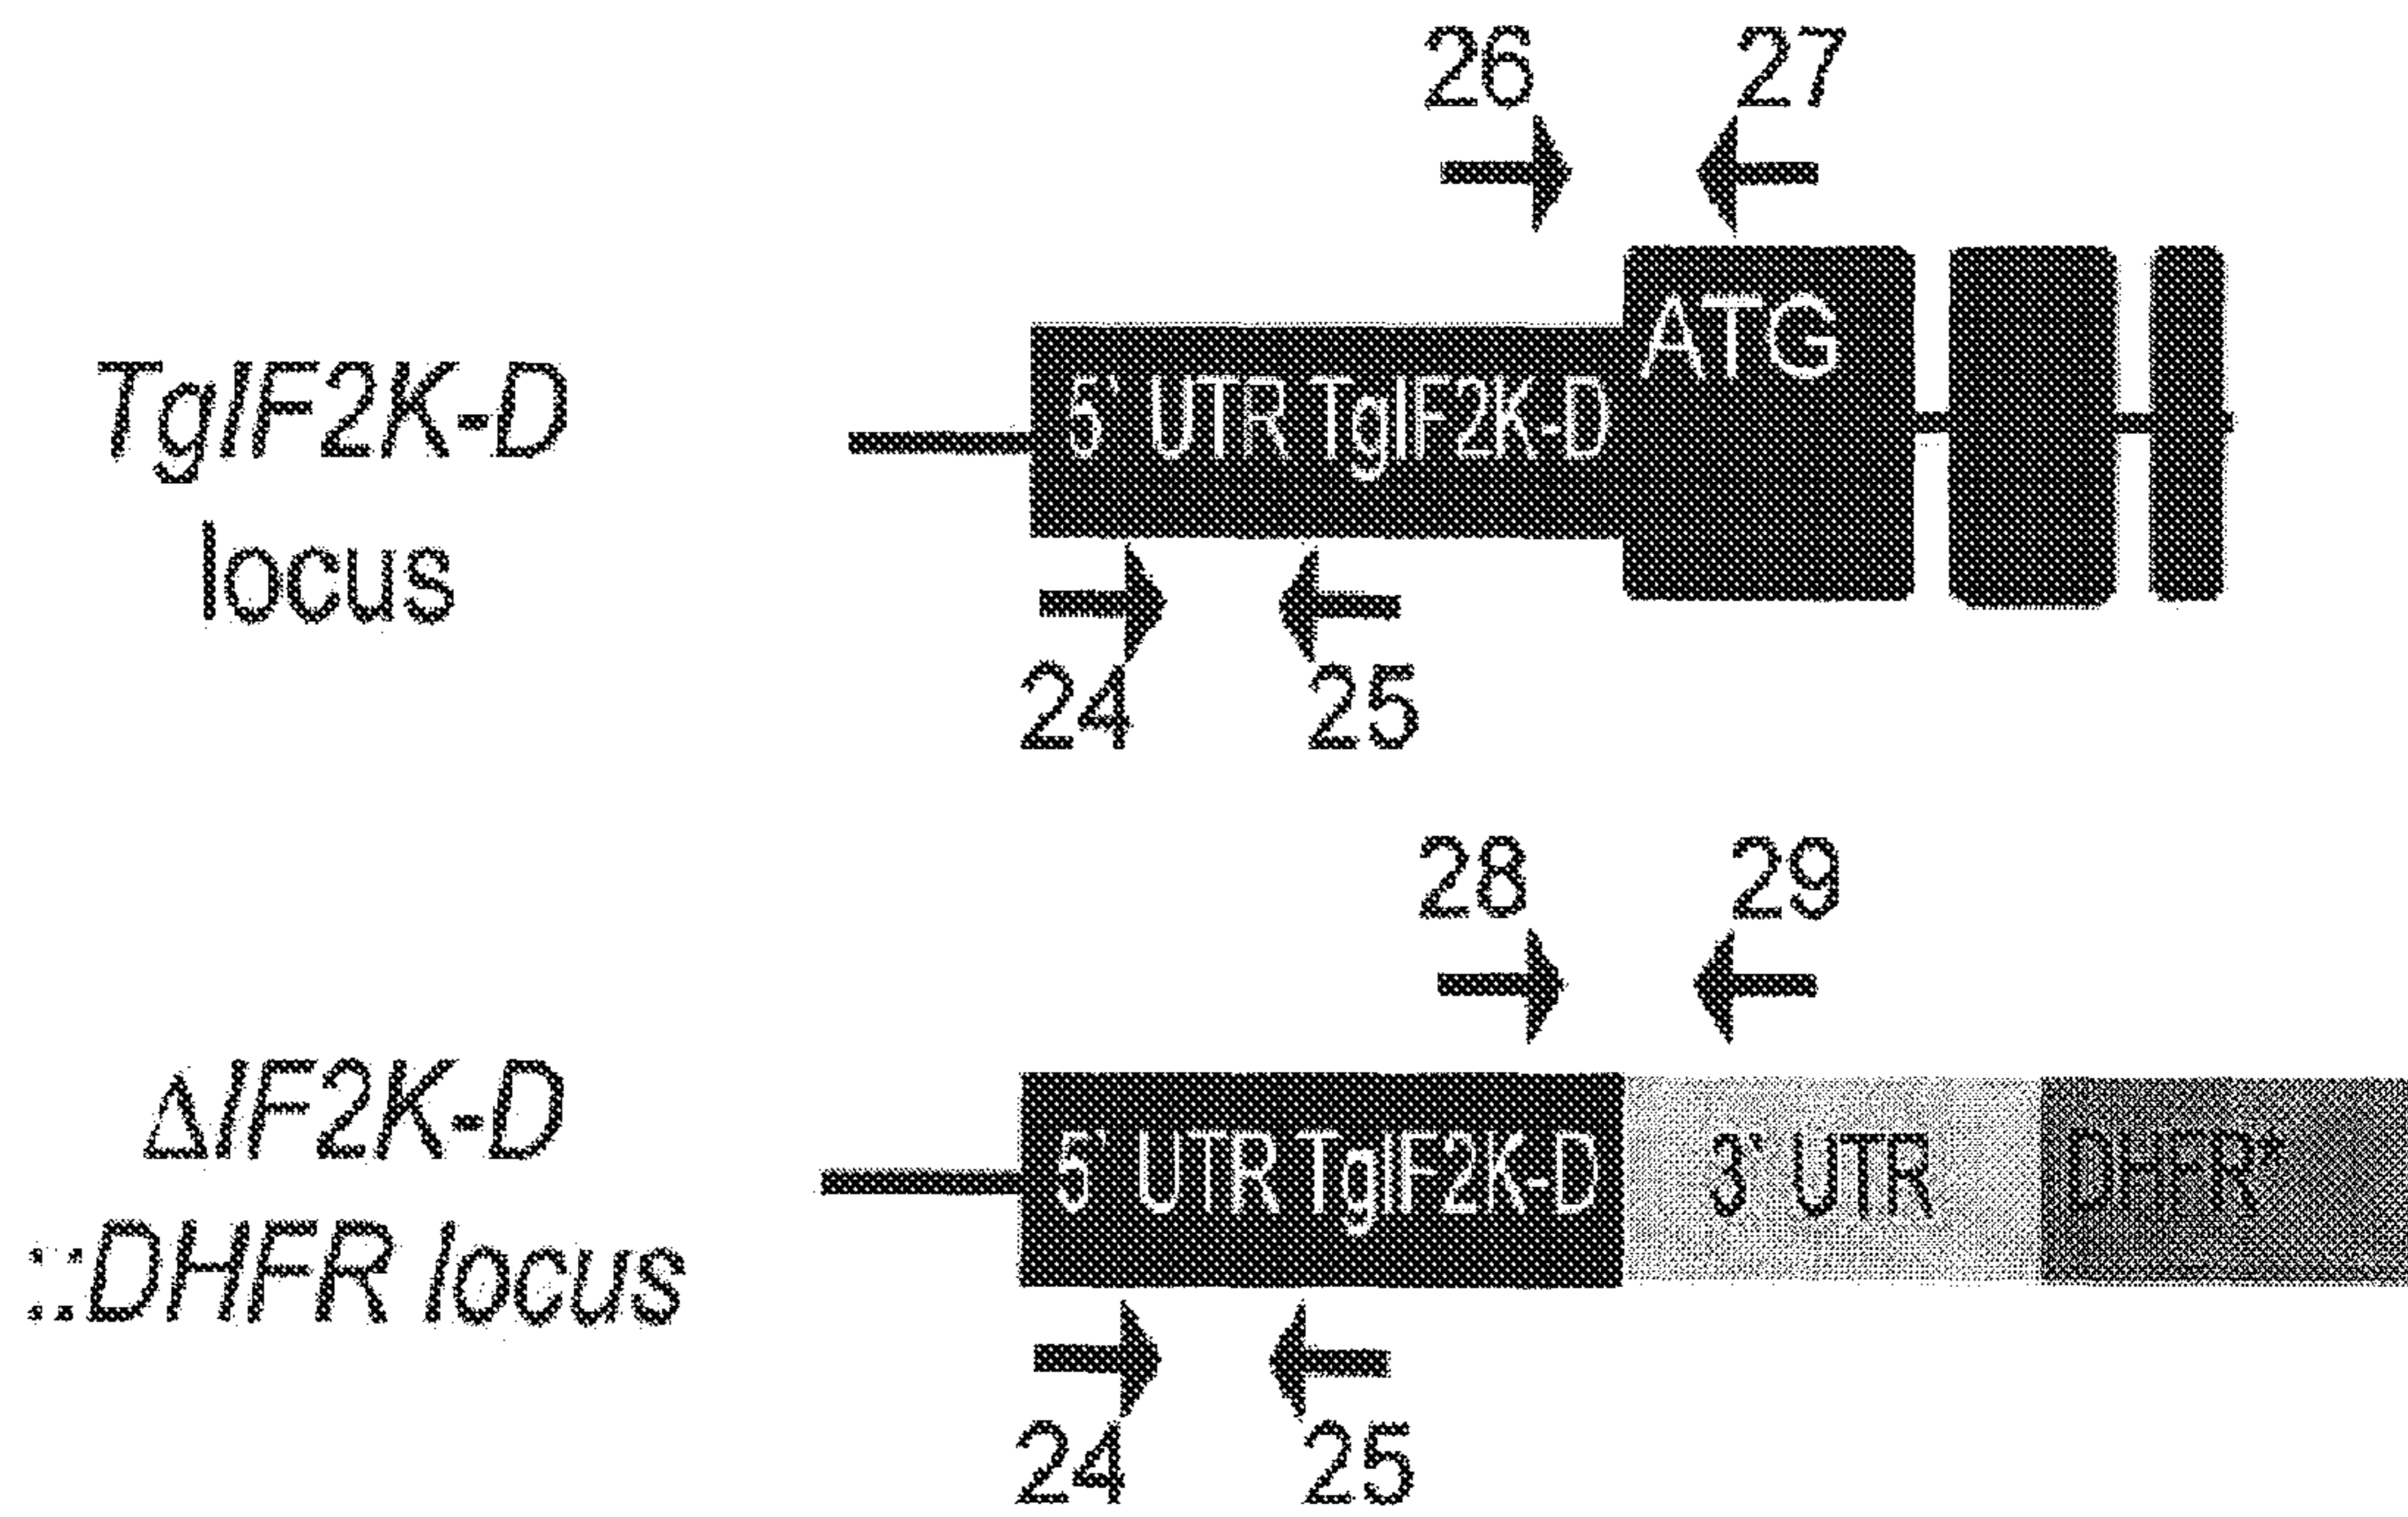 26 27
TgIF2K-D
locus
5' UTR TgIF2K-D
ATG
24 25
28 29
ΔIF2K-D
::DHFR locus
5' UTR TgIF2K-D
3' UTR
DHFR*
24 25